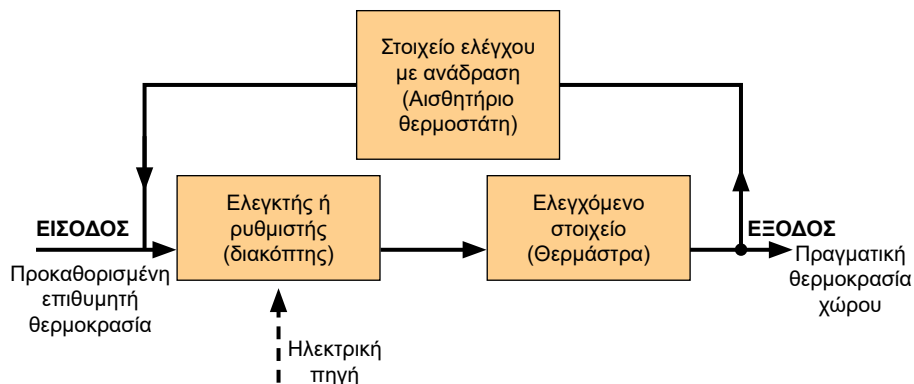 Στοιχείο ελέγχου
με ανάδραση
(Αισθητήριο
θερμοστάτη)
ΕΙΣΟΔΟΣ
Προκαθορισμένη
επιθυμητή
θερμοκρασία
Ελεγκτής ή
ρυθμιστής
(διακόπτης)
Ελεγχόμενο
στοιχείο
(Θερμάστρα)
ΕΞΟΔΟΣ
Πραγματική
θερμοκρασία
χώρου
Ηλεκτρική
πηγή